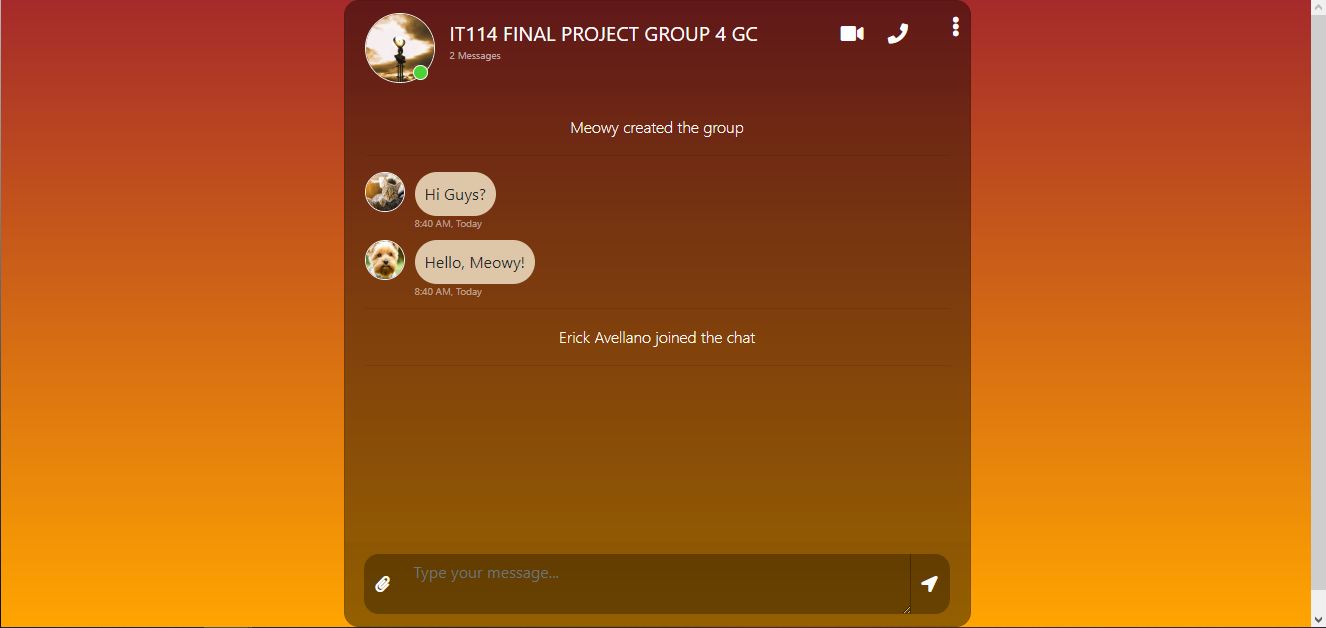 IT114 FINAL PROJECT GROUP 4 GC
2 Messages
Meowy created the group
Hi Guys?
8:40 AM, Today
Hello, Meowy!
8:40 AM, Today
Erick Avellano joined the chat
Type your message...